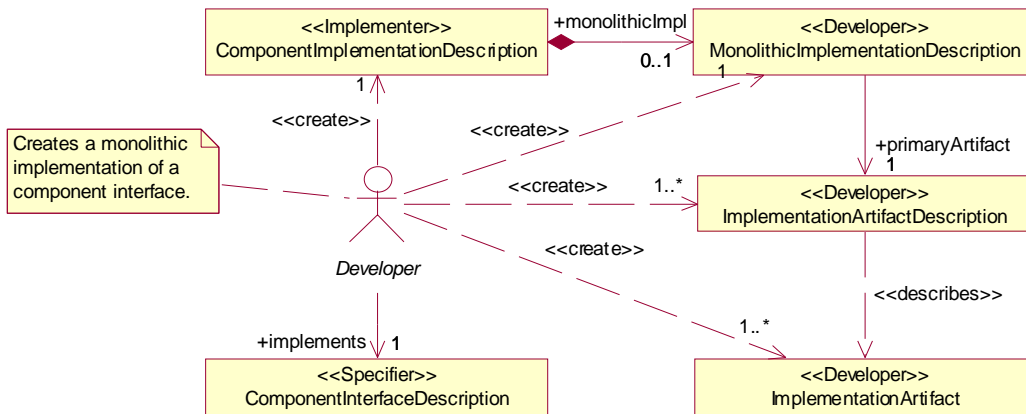 <<Implementer>>
ComponentImplementationDescription
+monolithicImpl
0..1
<<Developer>>
MonolithicImplementationDescription
1
1
<<create>>
<<create>>
Creates a monolithic
implementation of a
component interface.
+primaryArtifact
1
<<create>>
1..*
<<Developer>>
ImplementationArtifactDescription
<<create>>
Developer
<<describes>>
1..*
+implements
1
<<Specifier>>
ComponentInterfaceDescription
<<Developer>>
ImplementationArtifact